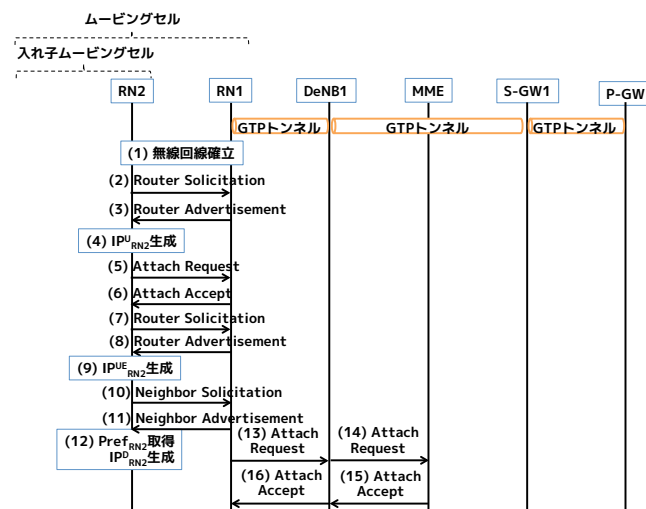 ムービングセル
入れ子ムービングセル
RN2
RN1
DeNB1
MME
S-GW1
P-GW
GTPトンネル
GTPトンネル
GTPトンネル
(1) 無線回線確立
(2) Router Solicitation
(3) Router Advertisement
(4) IPᵁRN2生成
(5) Attach Request
(6) Attach Accept
(7) Router Solicitation
(8) Router Advertisement
(9) IPᵁᴱRN2生成
(10) Neighbor Solicitation
(11) Neighbor Advertisement
(12) PrefRN2取得
IPᴰRN2生成
(13) Attach
Request
(14) Attach
Request
(16) Attach
Accept
(15) Attach
Accept